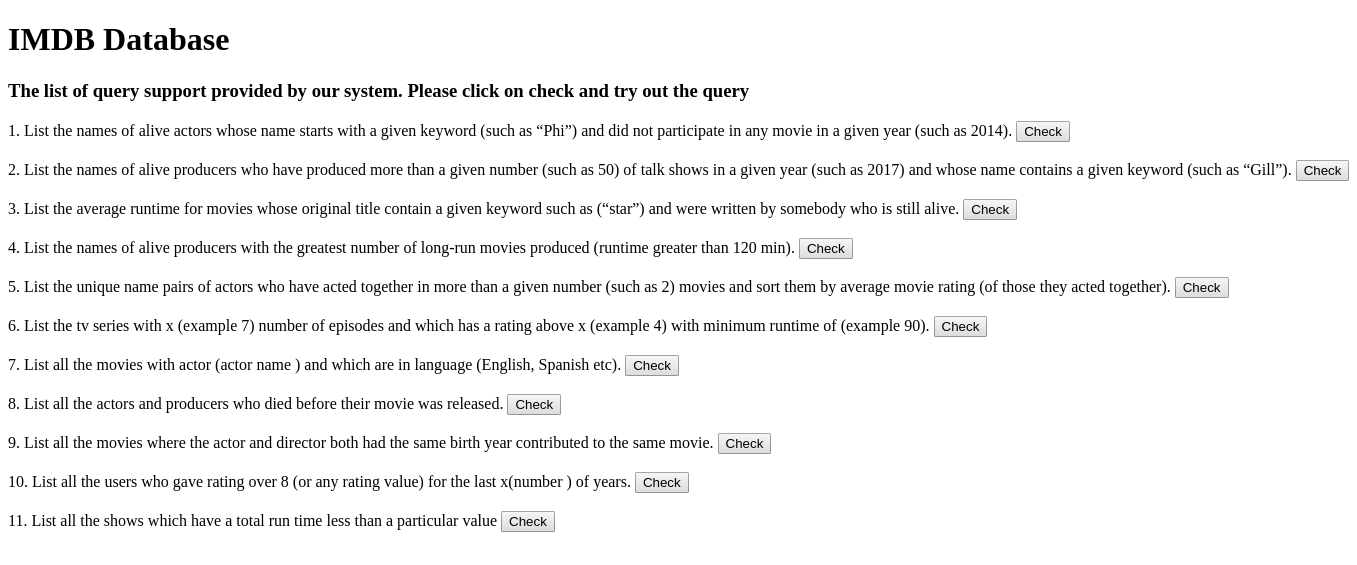 IMDB Database
The list of query support provided by our system. Please click on check and try out the query
1. List the names of alive actors whose name starts with a given keyword (such as “Phi”) and did not participate in any movie in a given year (such as 2014). Check
2. List the names of alive producers who have produced more than a given number (such as 50) of talk shows in a given year (such as 2017) and whose name contains a given keyword (such as “Gill”). Check
3. List the average runtime for movies whose original title contain a given keyword such as (“star”) and were written by somebody who is still alive. Check
4. List the names of alive producers with the greatest number of long-run movies produced (runtime greater than 120 min). Check
5. List the unique name pairs of actors who have acted together in more than a given number (such as 2) movies and sort them by average movie rating (of those they acted together). Check
6. List the tv series with x (example 7) number of episodes and which has a rating above x (example 4) with minimum runtime of (example 90). Check
7. List all the movies with actor (actor name ) and which are in language (English, Spanish etc). Check
8. List all the actors and producers who died before their movie was released. Check
9. List all the movies where the actor and director both had the same birth year contributed to the same movie. Check
10. List all the users who gave rating over 8 (or any rating value) for the last x(number ) of years. Check
11. List all the shows which have a total run time less than a particular value Check